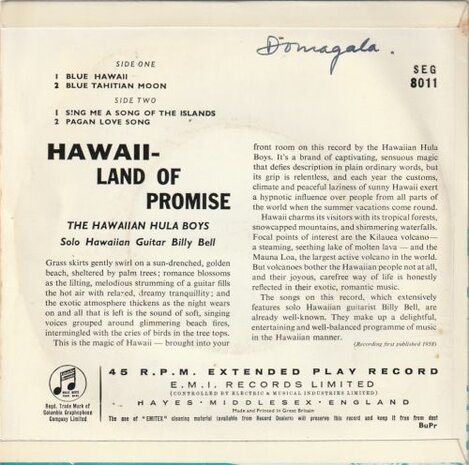 Domagala.
SEG
8011
SIDE ONE
1 BLUE HAWAII
2 BLUE TAHITIAN MOON
SIDE TWO
1 SING ME A SONG OF THE ISLANDS
2 PAGAN LOVE SONG
HAWAII-
LAND OF
PROMISE
THE HAWAIIAN HULA BOYS
Solo Hawaiian Guitar Billy Bell
Grass skirts gently swirl on a sun-drenched, golden
beach, sheltered by palm trees; romance blossoms
as the lilting, melodious strumming of a guitar fills
the hot air with relaxed, dreamy tranquillity; and
the exotic atmosphere thickens as the night wears
on and all that is left is the sound of soft, singing
voices grouped around glimmering beach fires,
intermingled with the cries of birds in the tree tops.
This is the magic of Hawaii — brought into your
front room on this record by the Hawaiian Hula
Boys. It's a brand of captivating, sensuous magic
that defies description in plain ordinary words, but
its grip is relentless, and each year the customs,
climate and peaceful laziness of sunny Hawaii exert
a hypnotic influence over people from all parts of
the world when the summer vacations come round.
Hawaii charms its visitors with its tropical forests,
snowcapped mountains, and shimmering waterfalls.
Focal points of interest are the Kilauea volcano—
a steaming, seething lake of molten lava — and the
Mauna Loa, the largest active volcano in the world.
But volcanoes bother the Hawaiian people not at all,
and their joyous, carefree way of life is honestly
reflected in their exotic, romantic music.
The songs on this record, which extensively
features solo Hawaiian guitarist Billy Bell, are
already well-known. They make up a delightful,
entertaining and well-balanced programme of music
in the Hawaiian manner.
(Recording first published 1958)
Regd. Trade Mark of
Columbia Graphophone
Company Limited
45 R.P.M. EXTENDED PLAY RECORD
E.M.I. RECORDS LIMITED
(CONTROLLED BY ELECTRIC & MUSICAL INDUSTRIES LIMITED)
HAYES · MIDDLESEX · ENGLAND
Made and Printed in Great Britain
The use of "EMITEX" cleaning material (available from Record Dealers) will preserve this record and keep it free from dust
BuPr